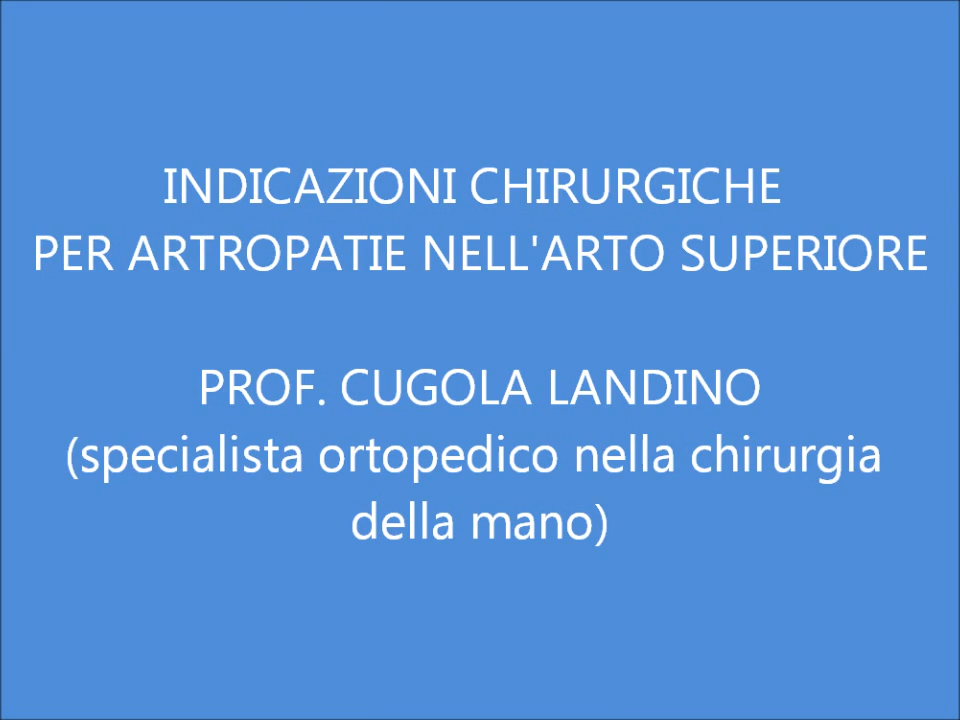 INDICAZIONI CHIRURGICHE
PER ARTROPATIE NELL'ARTO SUPERIORE
PROF. CUGOLA LANDINO
(specialista ortopedico nella chirurgia
della mano)